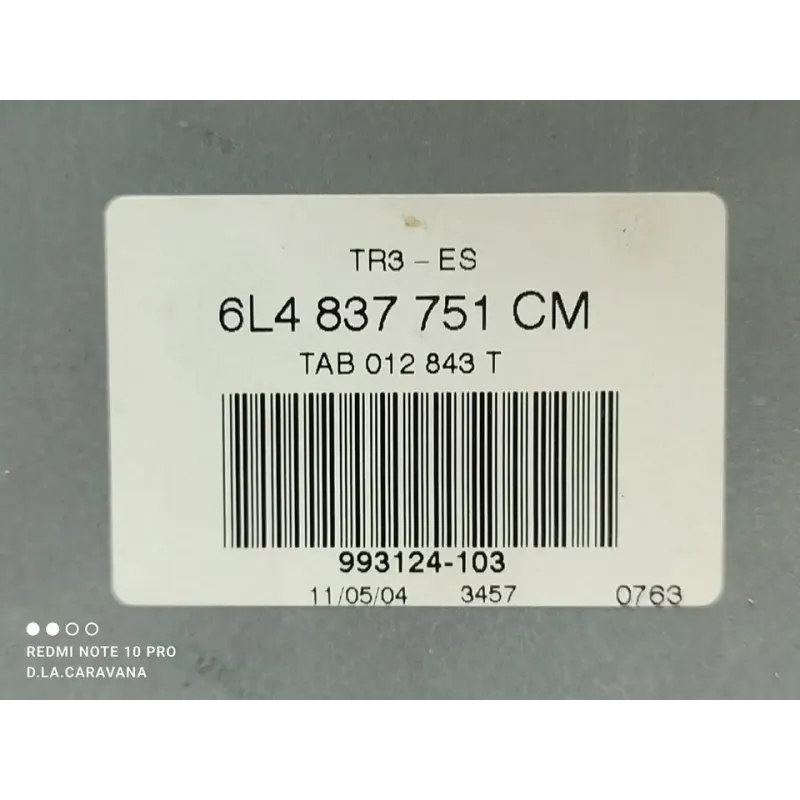 TR3 - ES
6L4 837 751 CM
TAB 012 843 T
993124-103
11/05/04 3457 0763
REDMI NOTE 10 PRO
D.LA.CARAVANA